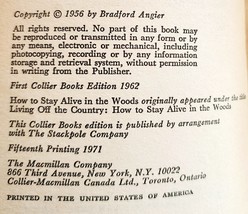 Copyright © 1956 by Bradford Angier
All rights reserved. No part of this book may
be reproduced or transmitted in any form or by
any means, electronic or mechanical, including
photocopying, recording or by any information
storage and retrieval system, without permission
in writing from the Publisher.
First Collier Books Edition 1962
How to Stay Alive in the Woods originally appeared under the title
Living Off the Country: How to Stay Alive in the Woods
This Collier Books edition is published by arrangement
with The Stackpole Company
Fifteenth Printing 1971
The Macmillan Company
866 Third Avenue, New York, N.Y. 10022
Collier-Macmillan Canada Ltd., Toronto, Ontario
PRINTED IN THE UNITED STATES OF AMERICA